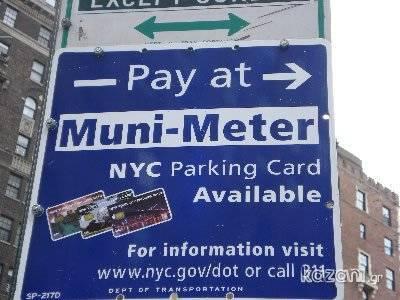 EXCEPT
Pay at
Muni-Meter
NYC Parking Card
Available
For information visit
www.nyc.gov/dot or call
kozani.gr
SP-217D
DEPT OF TRANSPORTATION